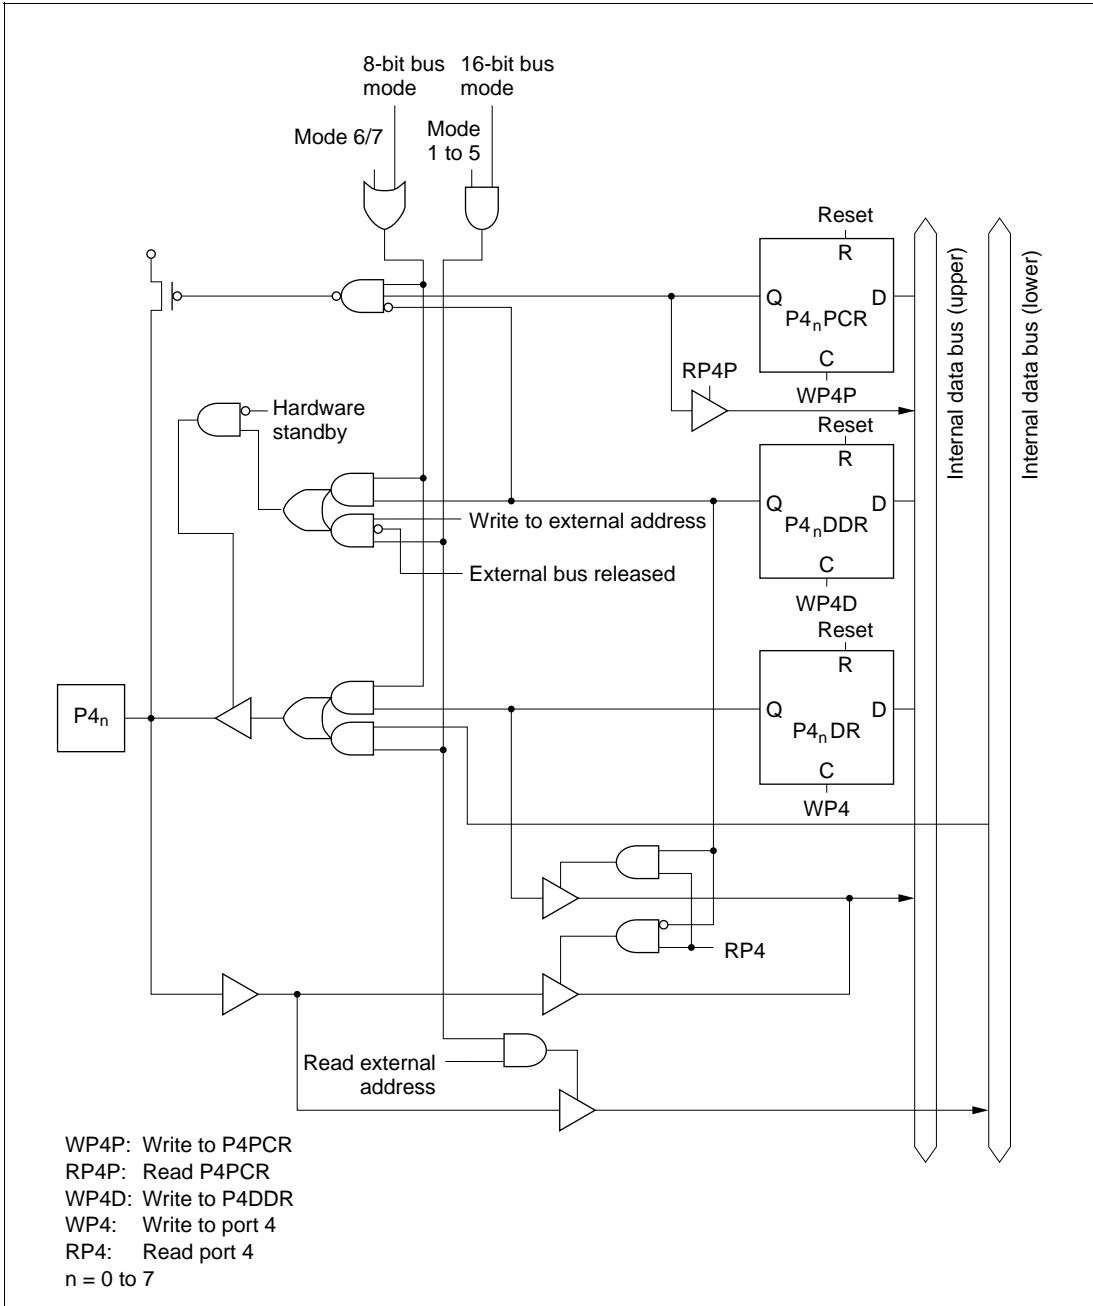 8-bit bus
mode
16-bit bus
mode
Mode 6/7
Mode
1 to 5
Reset
R
Q
D
P4nPCR
C
WP4P
RP4P
Hardware
standby
Reset
R
Q
D
P4nDDR
C
WP4D
Write to external address
External bus released
Reset
R
Q
D
P4nDR
C
WP4
P4n
RP4
Read external
address
Internal data bus (upper)
Internal data bus (lower)
WP4P: Write to P4PCR
RP4P: Read P4PCR
WP4D: Write to P4DDR
WP4: Write to port 4
RP4: Read port 4
n = 0 to 7